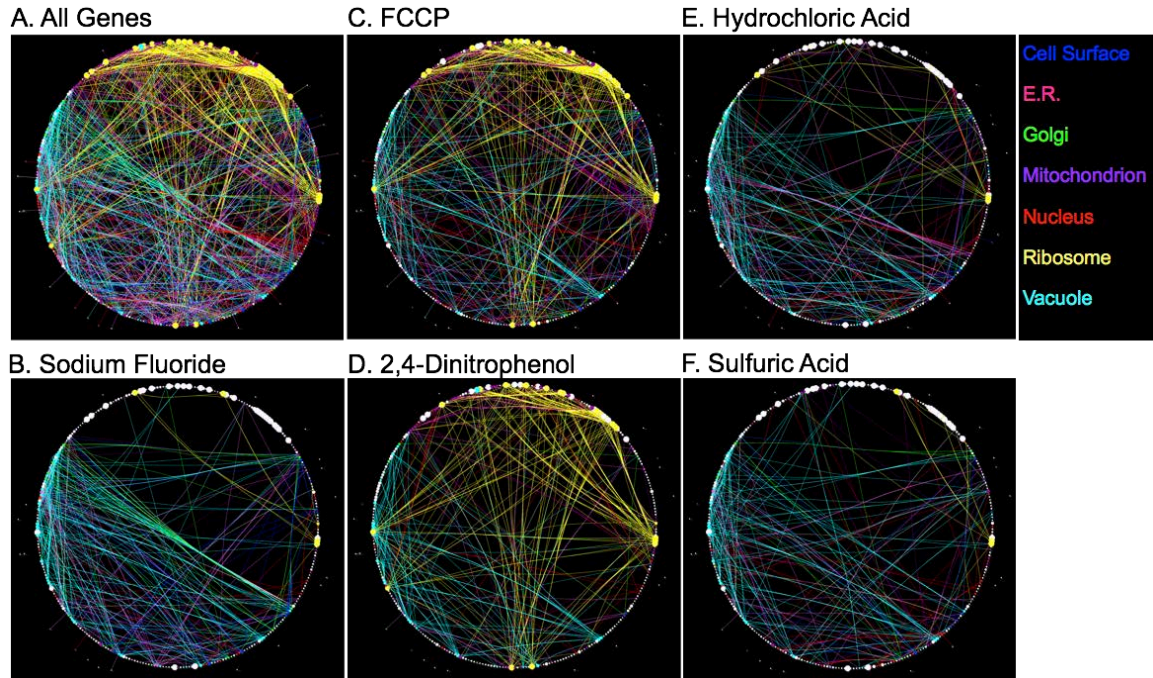 A. All Genes
C. FCCP
E. Hydrochloric Acid
Cell Surface
E.R.
Golgi
Mitochondrion
Nucleus
Ribosome
Vacuole
B. Sodium Fluoride
D. 2,4-Dinitrophenol
F. Sulfuric Acid